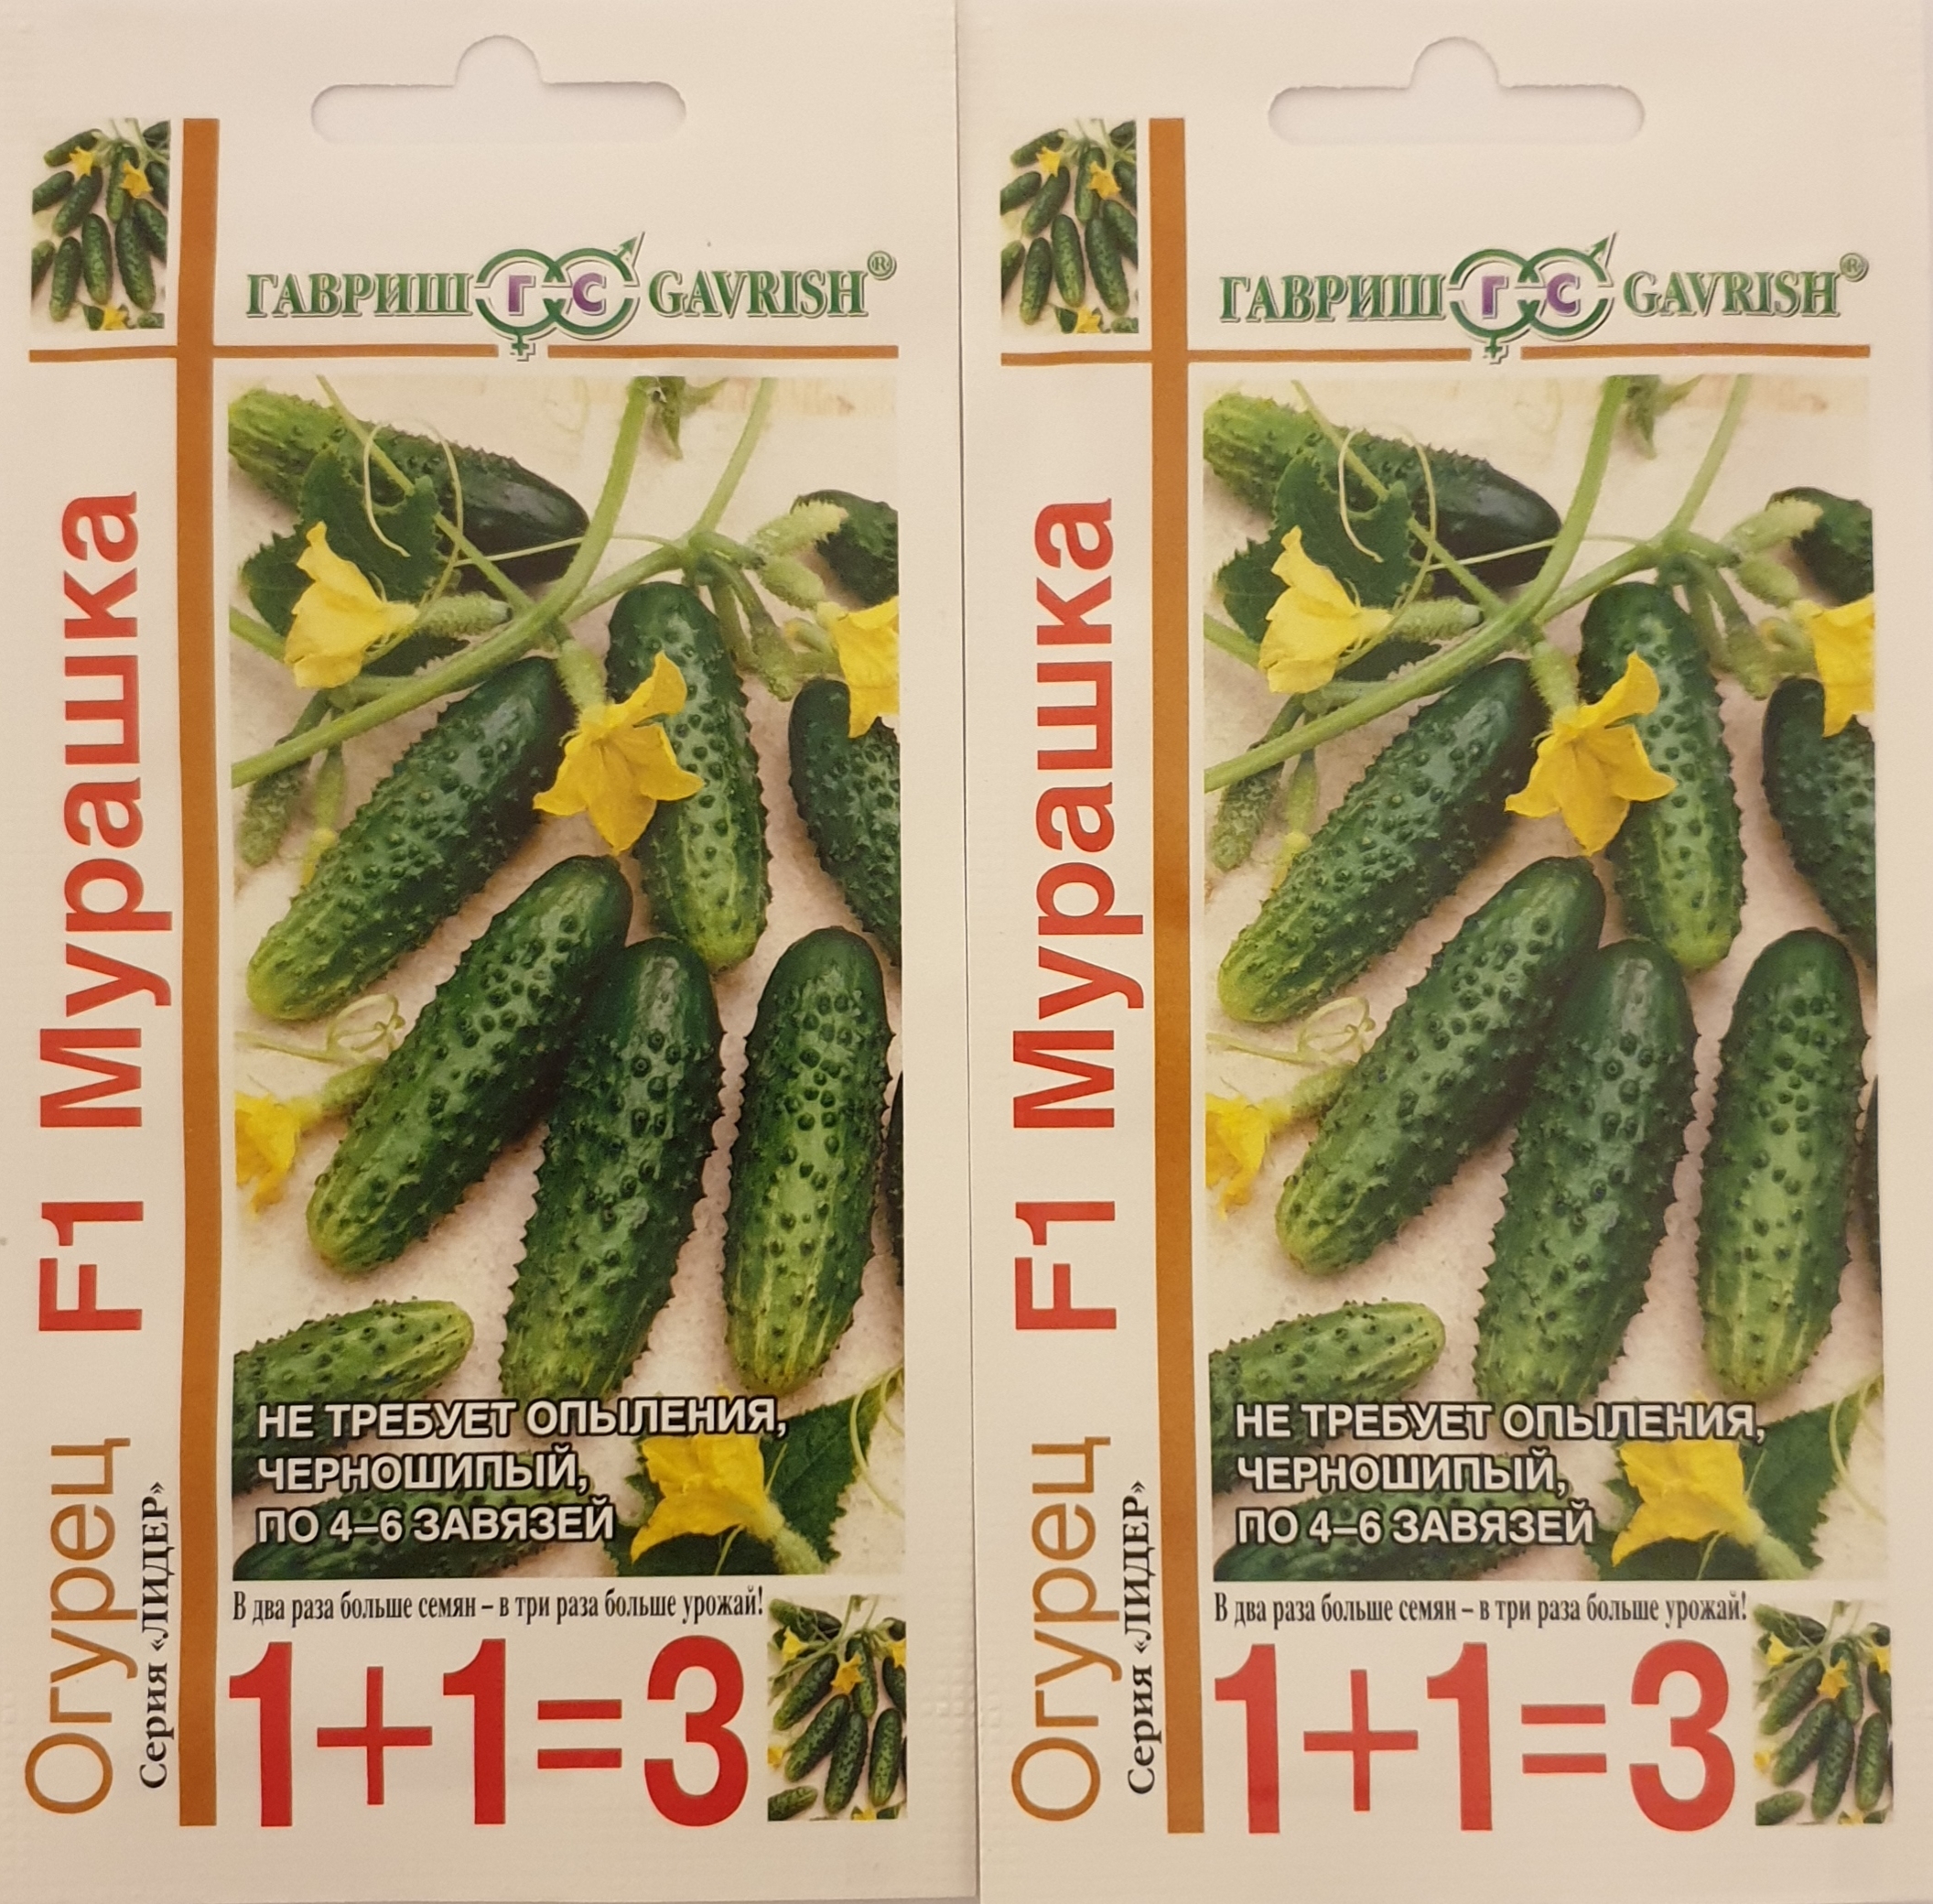 ГАВРИШ ГС GAVRISH®
Огурец F1 Мурашка
Серия «ЛИДЕР»
НЕ ТРЕБУЕТ ОПЫЛЕНИЯ,
ЧЕРНОШИПЫЙ,
ПО 4–6 ЗАВЯЗЕЙ
В два раза больше семян – в три раза больше урожай!
1+1=3
ГАВРИШ ГС GAVRISH®
Огурец F1 Мурашка
Серия «ЛИДЕР»
НЕ ТРЕБУЕТ ОПЫЛЕНИЯ,
ЧЕРНОШИПЫЙ,
ПО 4–6 ЗАВЯЗЕЙ
В два раза больше семян – в три раза больше урожай!
1+1=3